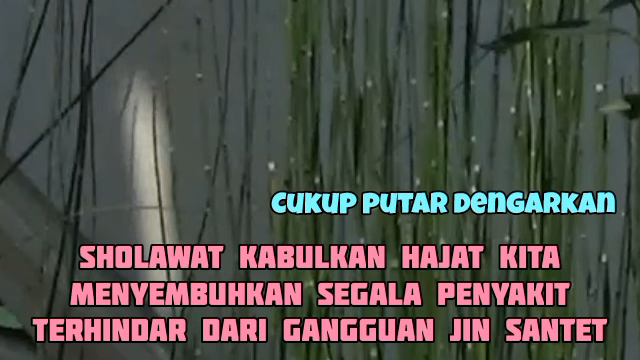 CUKUP PUTAR DENGARKAN
SHOLAWAT KABULKAN HAJAT KITA
MENYEMBUHKAN SEGALA PENYAKIT
TERHINDAR DARI GANGGUAN JIN SANTET